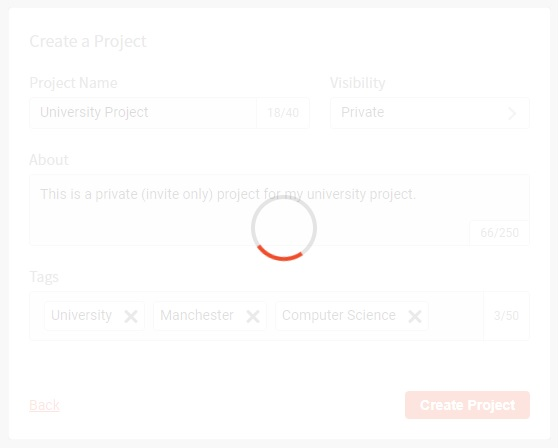 Create a Project
Project Name
Visibility
University Project
18/40
Private
About
This is a private (invite only) project for my university project.
66/250
Tags
University
Manchester
Computer Science
3/50
Back
Create Project